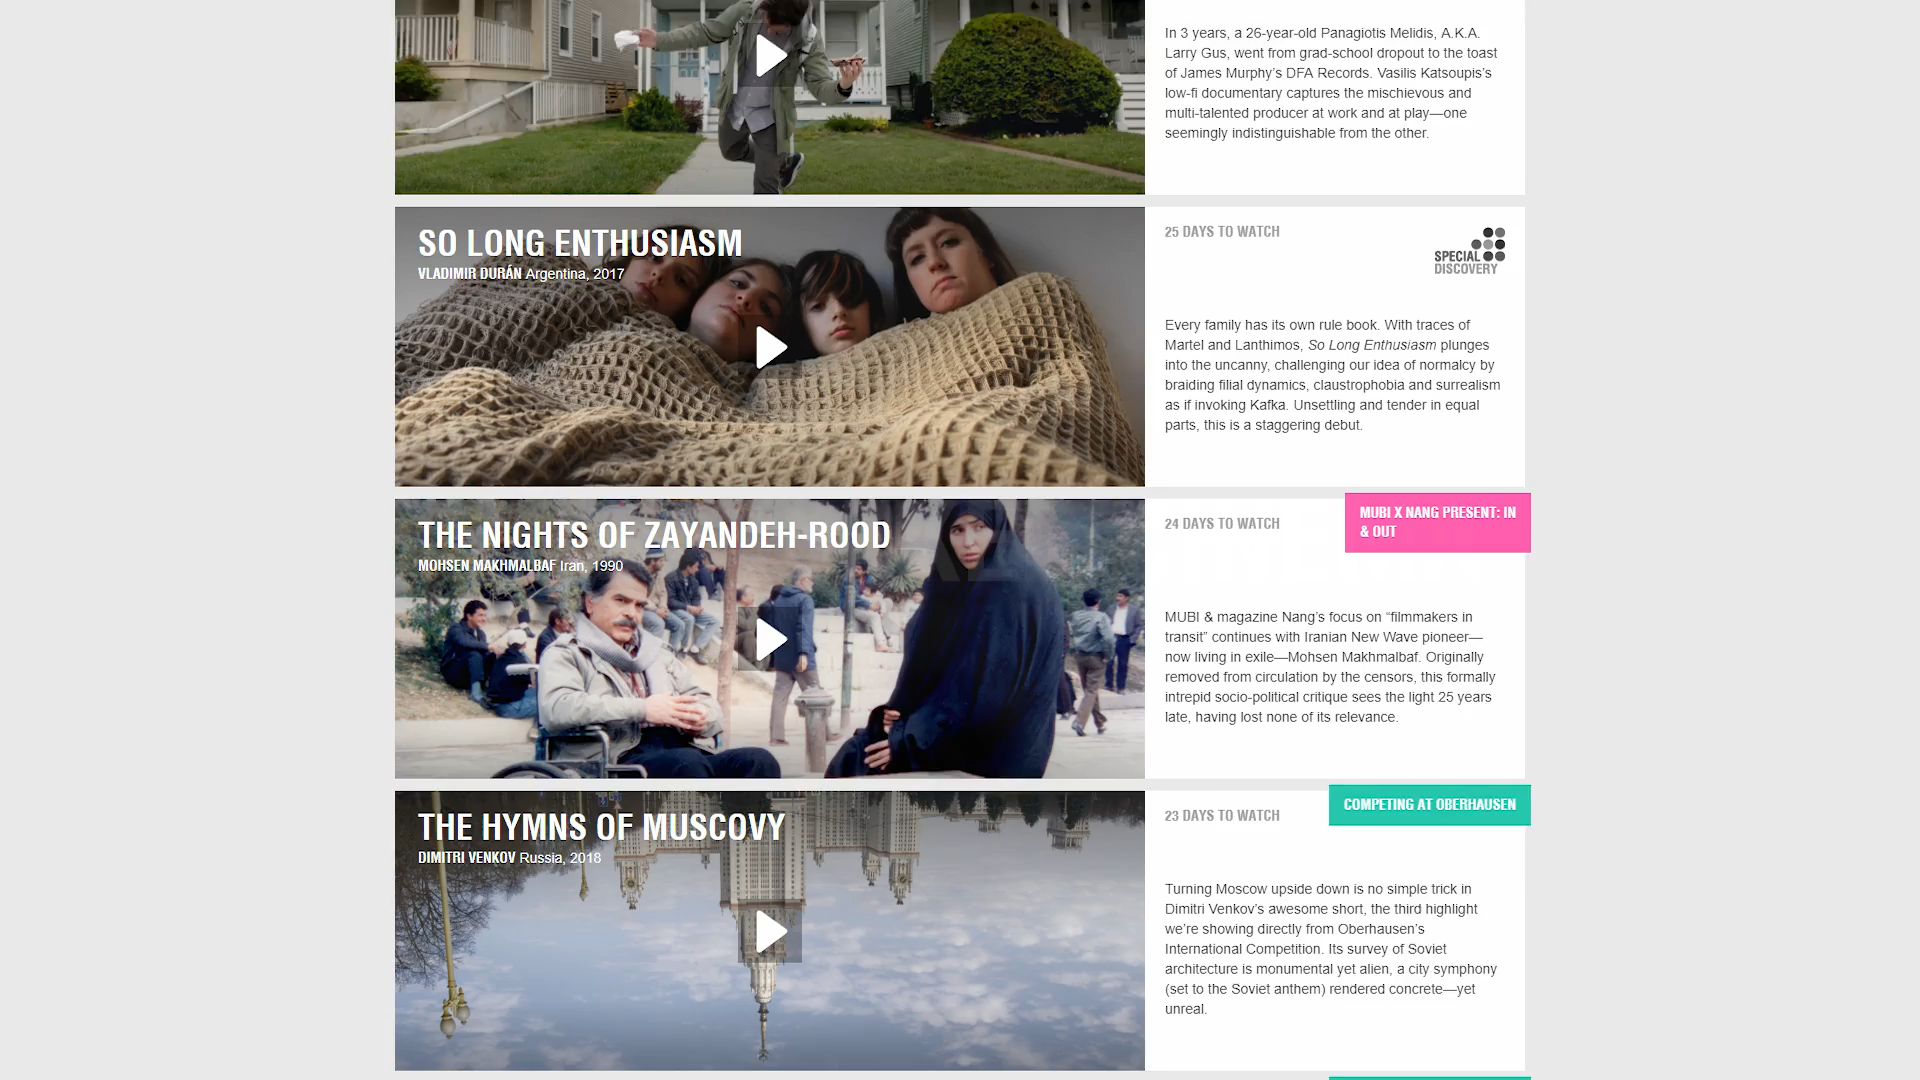 In 3 years, a 26-year-old Panagiotis Melidis, A.K.A.
Larry Gus, went from grad-school dropout to the toast
of James Murphy’s DFA Records. Vasilis Katsoupis’s
low-fi documentary captures the mischievous and
multi-talented producer at work and at play—one
seemingly indistinguishable from the other.
SO LONG ENTHUSIASM
VLADIMIR DURÁN Argentina, 2017
25 DAYS TO WATCH
SPECIAL
DISCOVERY
Every family has its own rule book. With traces of
Martel and Lanthimos, So Long Enthusiasm plunges
into the uncanny, challenging our idea of normalcy by
braiding filial dynamics, claustrophobia and surrealism
as if invoking Kafka. Unsettling and tender in equal
parts, this is a staggering debut.
THE NIGHTS OF ZAYANDEH-ROOD
MOHSEN MAKHMALBAF Iran, 1990
24 DAYS TO WATCH
MUBI X NANG PRESENT: IN
& OUT
MUBI & magazine Nang’s focus on “filmmakers in
transit” continues with Iranian New Wave pioneer—
now living in exile—Mohsen Makhmalbaf. Originally
removed from circulation by the censors, this formally
intrepid socio-political critique sees the light 25 years
late, having lost none of its relevance.
THE HYMNS OF MUSCOVY
DIMITRI VENKOV Russia, 2018
23 DAYS TO WATCH
COMPETING AT OBERHAUSEN
Turning Moscow upside down is no simple trick in
Dimitri Venkov’s awesome short, the third highlight
we’re showing directly from Oberhausen’s
International Competition. Its survey of Soviet
architecture is monumental yet alien, a city symphony
(set to the Soviet anthem) rendered concrete—yet
unreal.